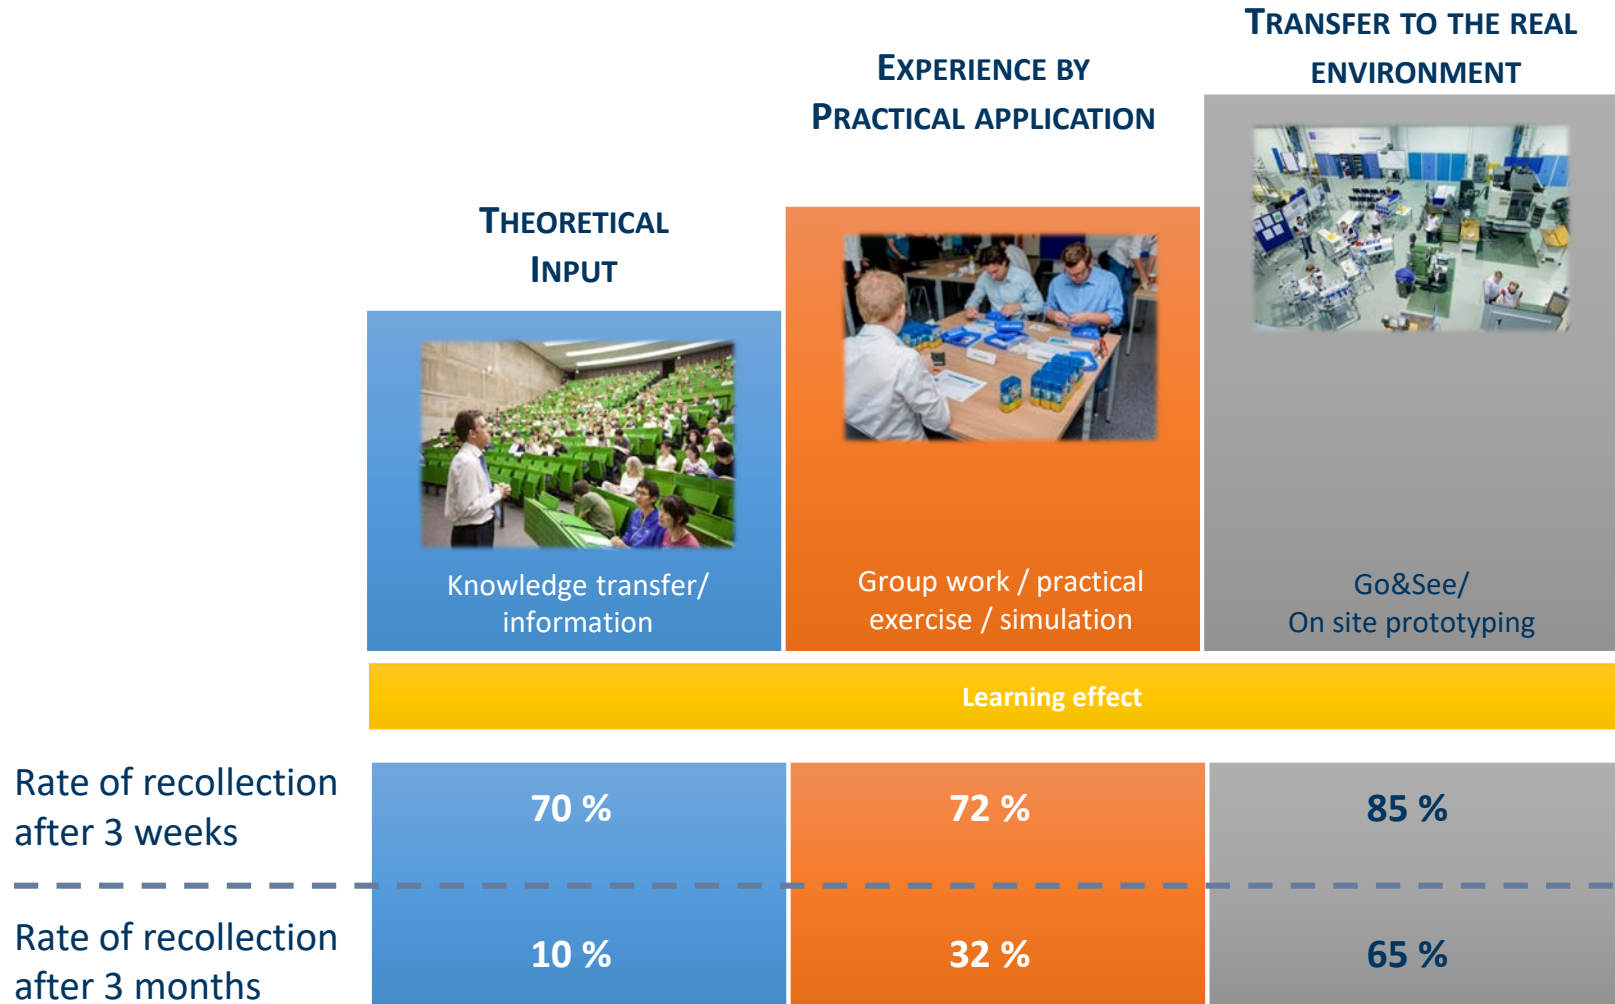 TRANSFER TO THE REAL
ENVIRONMENT
EXPERIENCE BY
PRACTICAL APPLICATION
THEORETICAL
INPUT
Knowledge transfer/
information
Group work / practical
exercise / simulation
Go&See/
On site prototyping
Learning effect
Rate of recollection
after 3 weeks
70 %
72 %
85 %
Rate of recollection
after 3 months
10 %
32 %
65 %